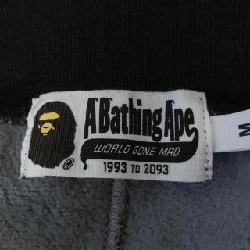 A Bathing Ape
WORLD GONE MAD
1993 TO 2093
M